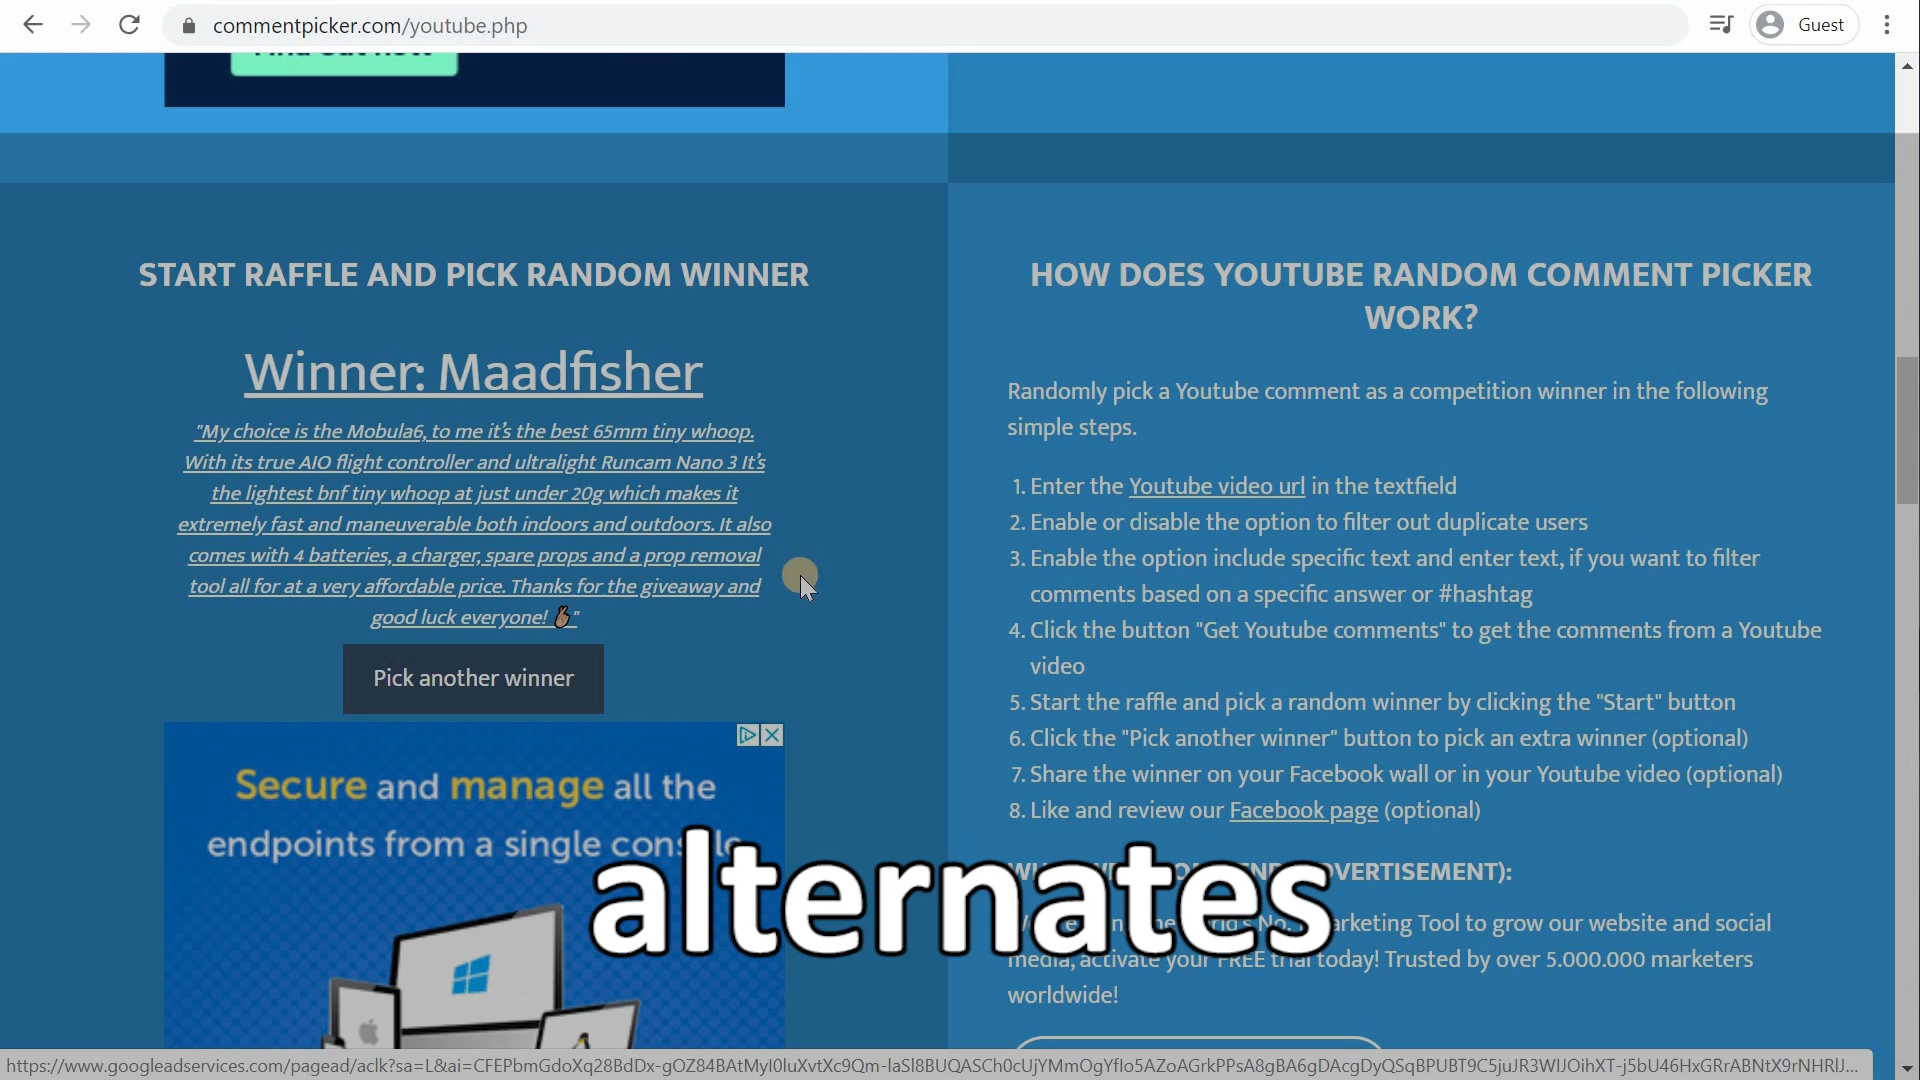 commentpicker.com/youtube.php
Guest
START RAFFLE AND PICK RANDOM WINNER
Winner: Maadfisher
"My choice is the Mobula6, to me it's the best 65mm tiny whoop.
With its true AIO flight controller and ultralight Runcam Nano 3 It's
the lightest bnf tiny whoop at just under 20g which makes it
extremely fast and maneuverable both indoors and outdoors. It also
comes with 4 batteries, a charger, spare props and a prop removal
tool all for at a very affordable price. Thanks for the giveaway and
good luck everyone! 🤞🏾"
Pick another winner
Secure and manage all the
endpoints from a single
HOW DOES YOUTUBE RANDOM COMMENT PICKER
WORK?
Randomly pick a Youtube comment as a competition winner in the following
simple steps.
1. Enter the Youtube video url in the textfield
2. Enable or disable the option to filter out duplicate users
3. Enable the option include specific text and enter text, if you want to filter
comments based on a specific answer or #hashtag
4. Click the button "Get Youtube comments" to get the comments from a Youtube
video
5. Start the raffle and pick a random winner by clicking the "Start" button
6. Click the "Pick another winner" button to pick an extra winner (optional)
7. Share the winner on your Facebook wall or in your Youtube video (optional)
8. Like and review our Facebook page (optional)
alternates
Marketing Tool to grow our website and social
media, activate your FREE trial today! Trusted by over 5.000.000 marketers
worldwide!